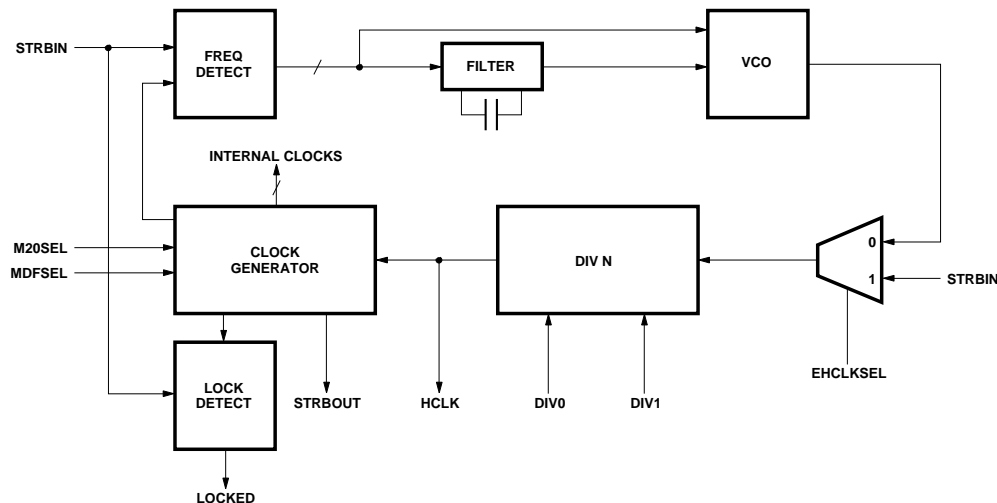 STRBIN
FREQ
DETECT
FILTER
VCO
INTERNAL CLOCKS
M20SEL
MDFSEL
CLOCK
GENERATOR
DIV N
0
1
STRBIN
EHCLKSEL
LOCK
DETECT
STRBOUT
HCLK
DIV0
DIV1
LOCKED